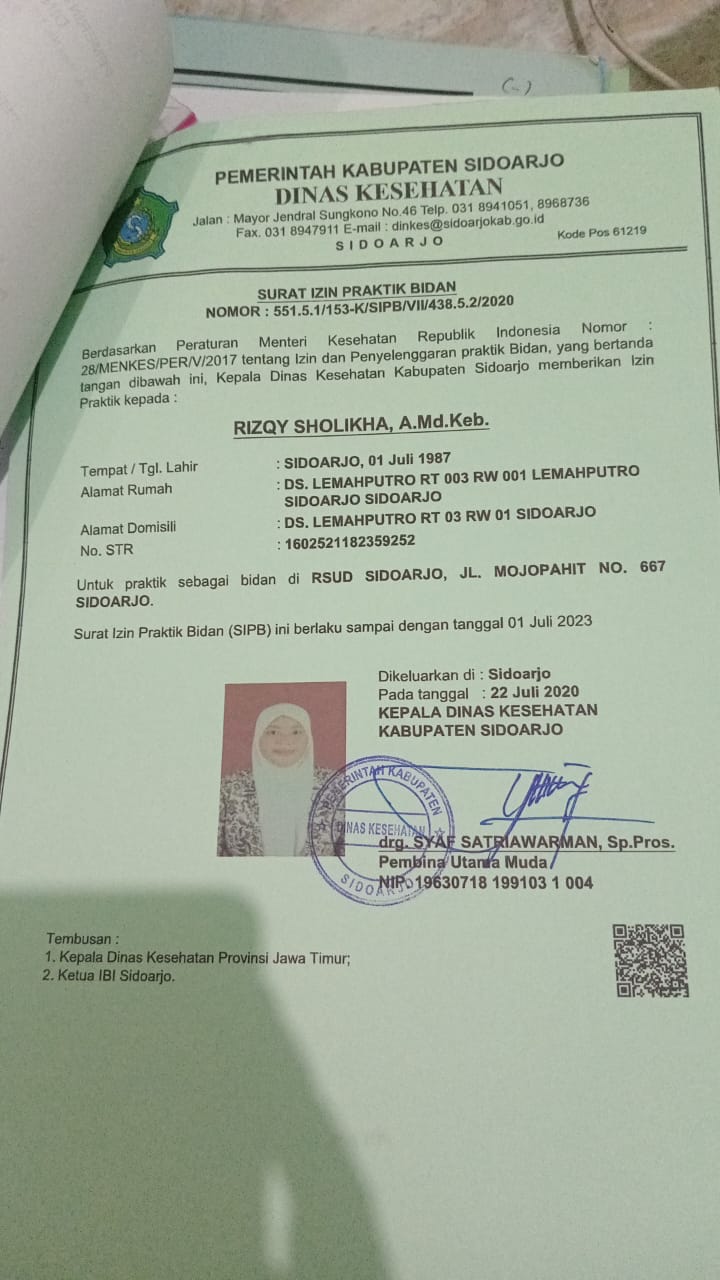 (-)
PEMERINTAH KABUPATEN SIDOARJO
DINAS KESEHATAN
Jalan : Mayor Jendral Sungkono No.46 Telp. 031 8941051, 8968736
Fax. 031 8947911 E-mail : dinkes@sidoarjokab.go.id
SIDOARJO
Kode Pos 61219
SURAT IZIN PRAKTIK BIDAN
NOMOR : 551.5.1/153-K/SIPB/VII/438.5.2/2020
Berdasarkan Peraturan Menteri Kesehatan Republik Indonesia Nomor :
28/MENKES/PER/V/2017 tentang Izin dan Penyelenggaran praktik Bidan, yang bertanda
tangan dibawah ini, Kepala Dinas Kesehatan Kabupaten Sidoarjo memberikan Izin
Praktik kepada :
RIZQY SHOLIKHA, A.Md.Keb.
Tempat / Tgl. Lahir : SIDOARJO, 01 Juli 1987
Alamat Rumah : DS. LEMAHPUTRO RT 003 RW 001 LEMAHPUTRO
SIDOARJO SIDOARJO
Alamat Domisili : DS. LEMAHPUTRO RT 03 RW 01 SIDOARJO
No. STR : 1602521182359252
Untuk praktik sebagai bidan di RSUD SIDOARJO, JL. MOJOPAHIT NO. 667
SIDOARJO.
Surat Izin Praktik Bidan (SIPB) ini berlaku sampai dengan tanggal 01 Juli 2023
Dikeluarkan di : Sidoarjo
Pada tanggal : 22 Juli 2020
KEPALA DINAS KESEHATAN
KABUPATEN SIDOARJO
PEMERINTAH KABUPATEN
DINAS KESEHATAN
SIDOARJO
drg. SYAF SATRIAWARMAN, Sp.Pros.
Pembina Utama Muda
NIP. 19630718 199103 1 004
Tembusan :
1. Kepala Dinas Kesehatan Provinsi Jawa Timur;
2. Ketua IBI Sidoarjo.